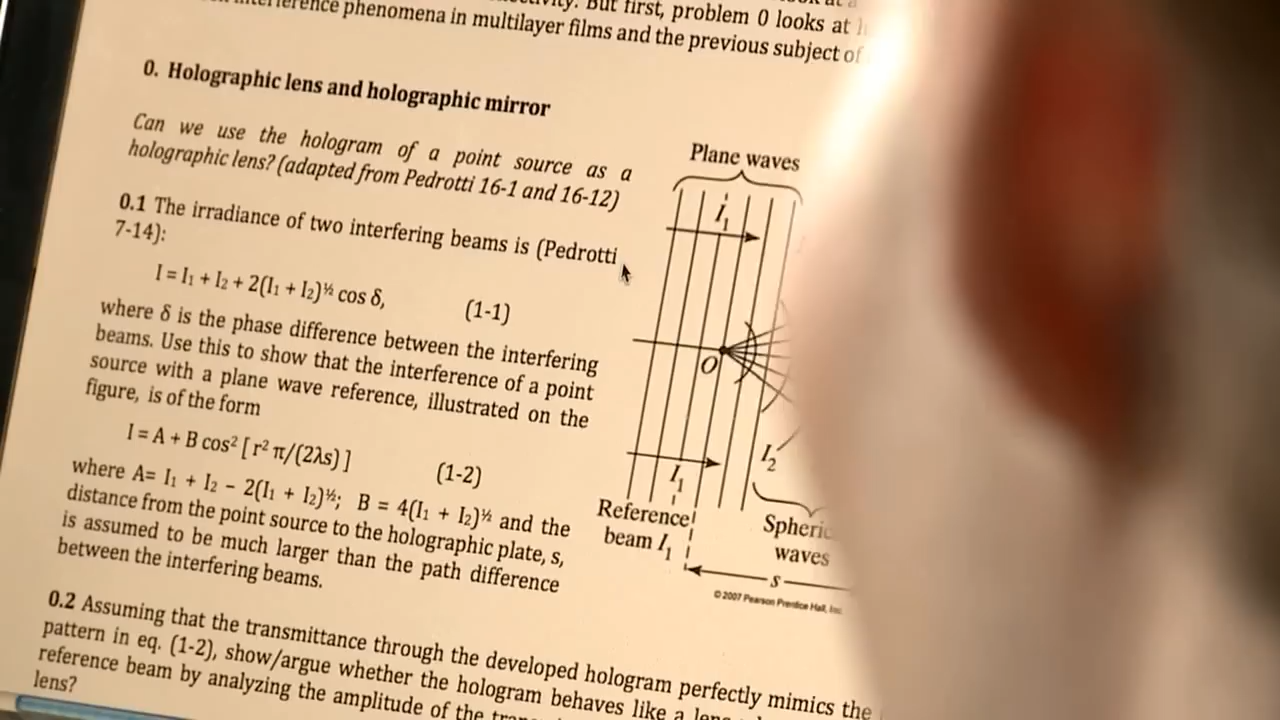 But first, problem 0 looks at
phenomena in multilayer films and the previous subject of
0. Holographic lens and holographic mirror
Can we use the hologram of a point source as a
holographic lens? (adapted from Pedrotti 16-1 and 16-12)
0.1 The irradiance of two interfering beams is (Pedrotti
7-14):
I = I₁ + I₂ + 2(I₁ + I₂)^½ cos δ, (1-1)
where δ is the phase difference between the interfering
beams. Use this to show that the interference of a point
source with a plane wave reference, illustrated on the
figure, is of the form
I = A + B cos² [ r² π/(2λs) ] (1-2)
where A= I₁ + I₂ − 2(I₁ + I₂)^½; B = 4(I₁ + I₂)^½ and the
distance from the point source to the holographic plate, s,
is assumed to be much larger than the path difference
between the interfering beams.
0.2 Assuming that the transmittance through the developed hologram perfectly mimics the
pattern in eq. (1-2), show/argue whether the hologram behaves like a
reference beam by analyzing the amplitude of the
lens?
Plane waves
I₁
O
I₂
I₁
Reference
beam I₁
waves
s
© 2007 Pearson Prentice Hall, Inc.